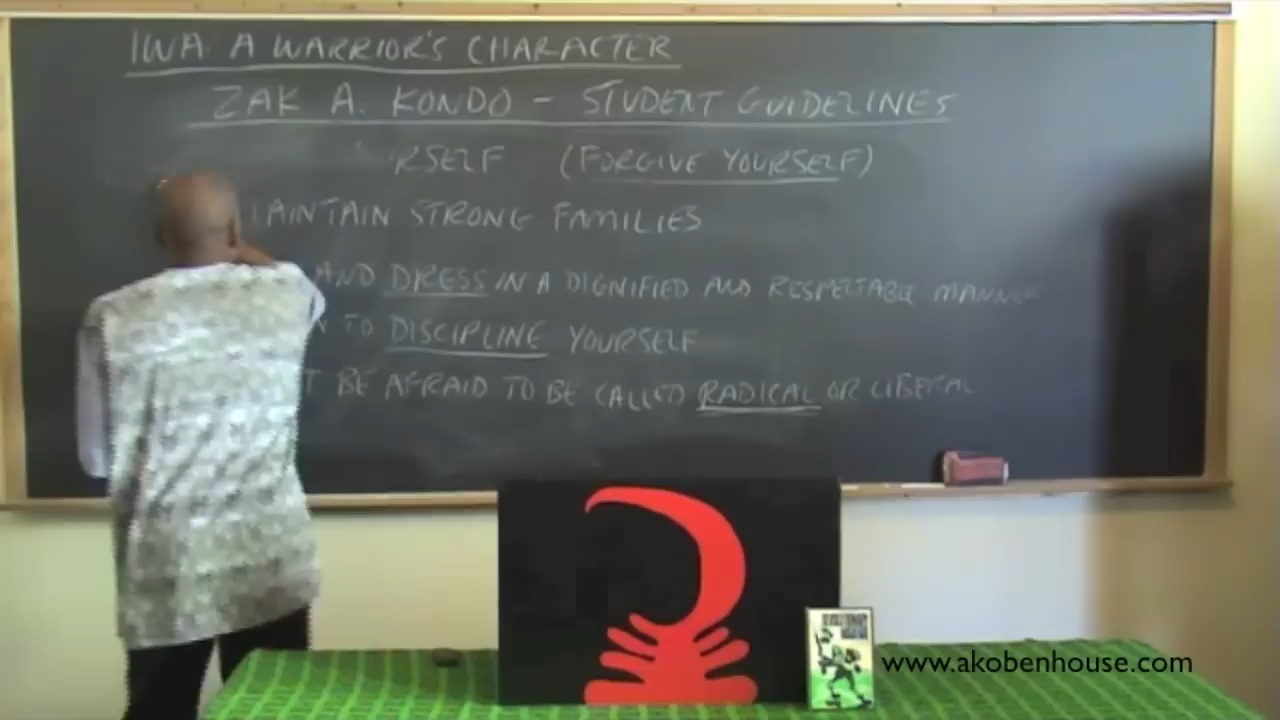 IWA A WARRIOR'S CHARACTER
ZAK A. KONDO - STUDENT GUIDELINES
RSELF (FORGIVE YOURSELF)
AINTAIN STRONG FAMILIES
AND DRESS IN A DIGNIFIED AND RESPECTABLE MANNER
TO DISCIPLINE YOURSELF
T BE AFRAID TO BE CALLED RADICAL OR LIBERAL
www.akobenhouse.com